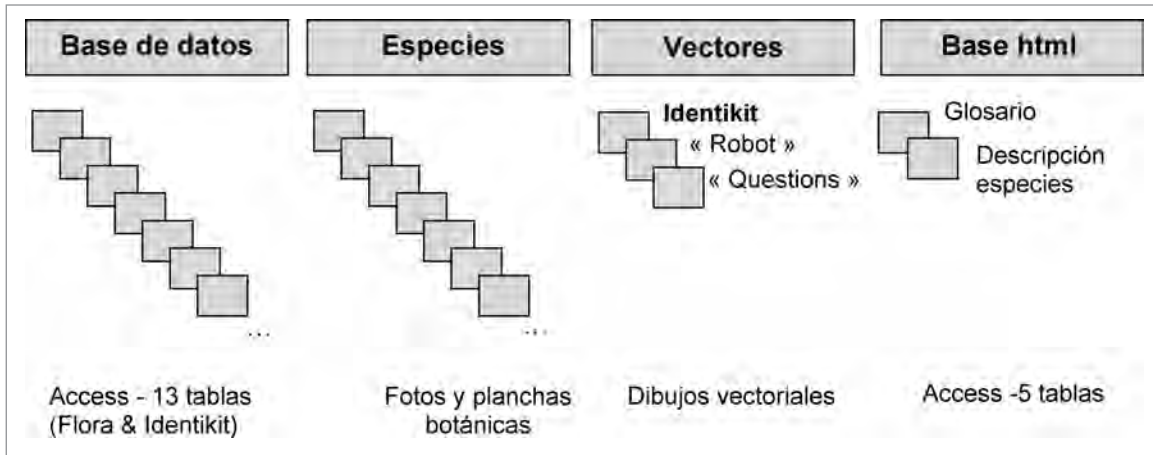 Base de datos
Especies
Vectores
Base html
Identikit
« Robot »
« Questions »
Glosario
Descripción
especies
...
...
Access - 13 tablas
(Flora & Identikit)
Fotos y planchas
botánicas
Dibujos vectoriales
Access -5 tablas